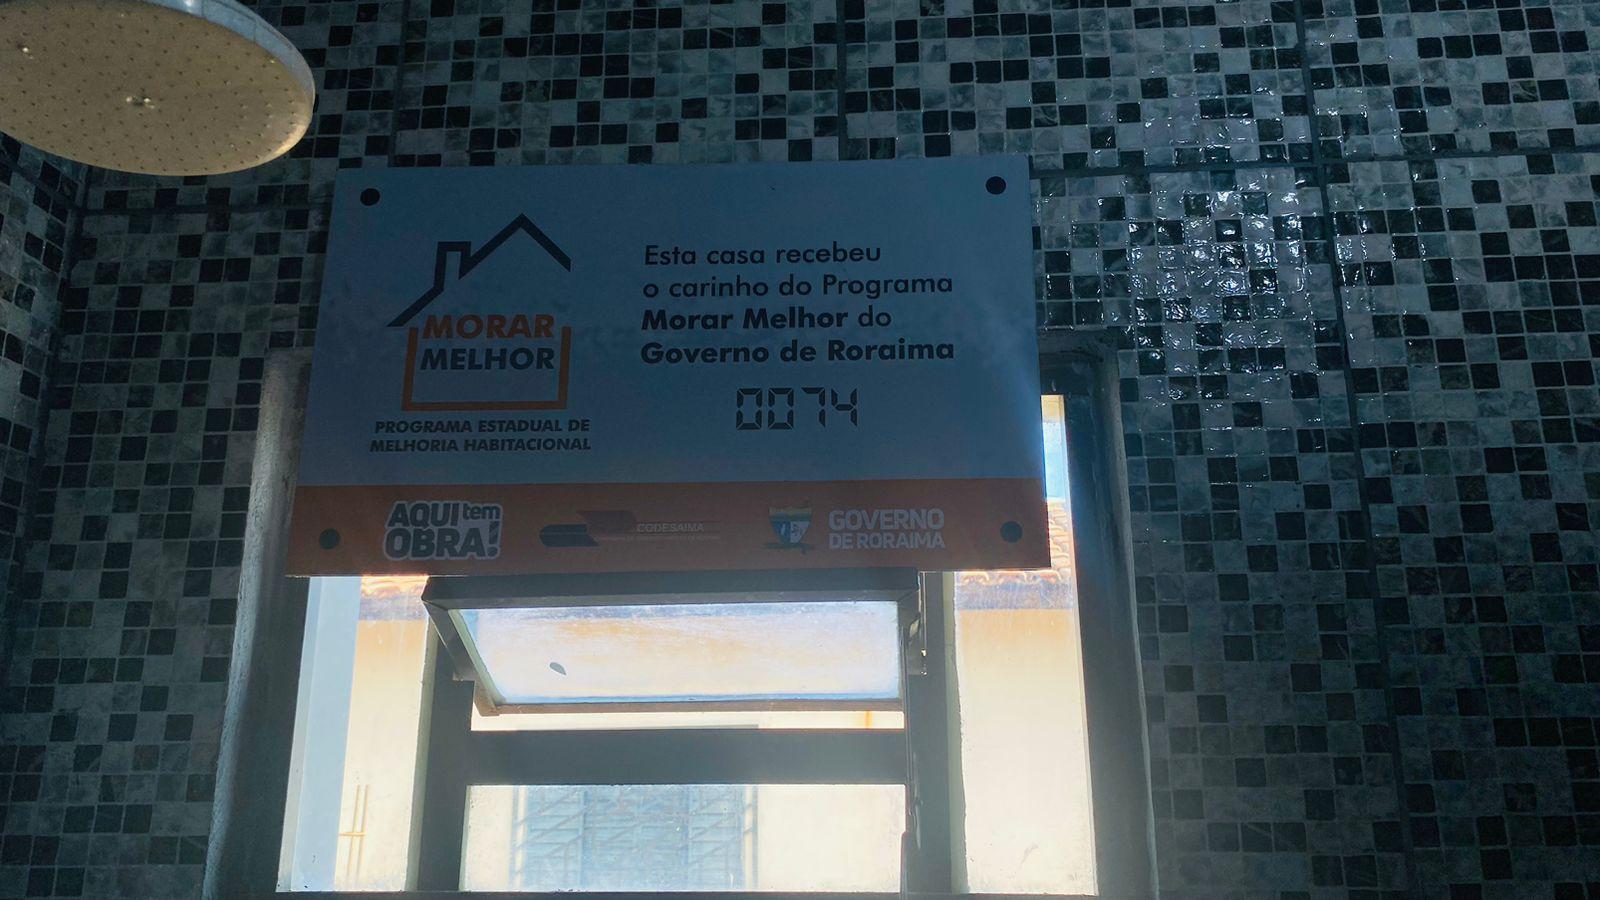 MORAR
MELHOR
PROGRAMA ESTADUAL DE
MELHORIA HABITACIONAL
Esta casa recebeu
o carinho do Programa
Morar Melhor do
Governo de Roraima
0074
AQUI tem
OBRA!
CODESAIMA
GOVERNO
DE RORAIMA